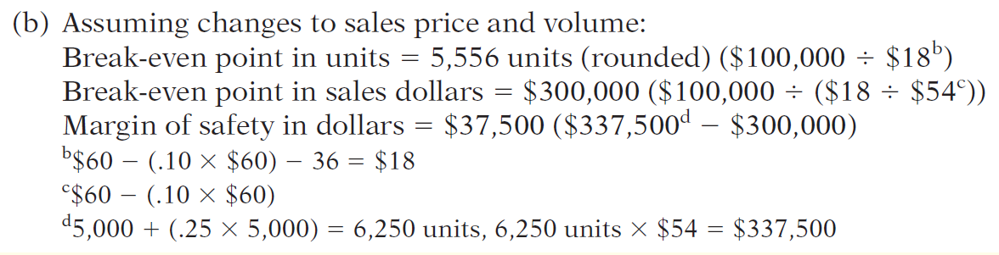 (b) Assuming changes to sales price and volume:
Break-even point in units = 5,556 units (rounded) ($100,000 ÷ $18ᵇ)
Break-even point in sales dollars = $300,000 ($100,000 ÷ ($18 ÷ $54ᶜ))
Margin of safety in dollars = $37,500 ($337,500ᵈ − $300,000)
ᵇ$60 − (.10 × $60) − 36 = $18
ᶜ$60 − (.10 × $60)
ᵈ5,000 + (.25 × 5,000) = 6,250 units, 6,250 units × $54 = $337,500